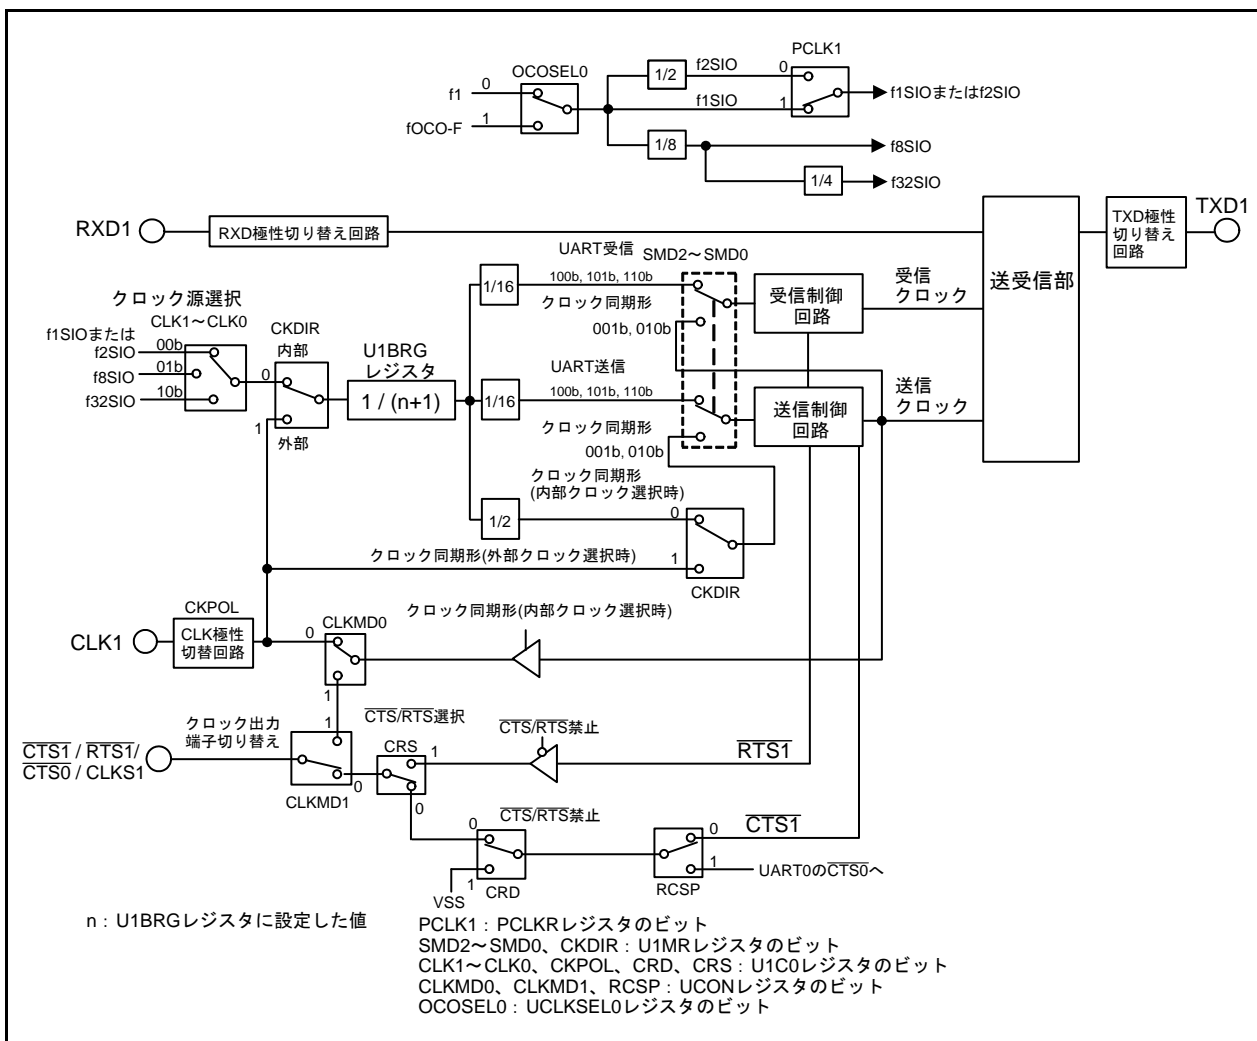 PCLK1
OCOSEL0
f2SIO
0
1/2
0
f1
f1SIO
1
f1SIOまたはf2SIO
1
fOCO-F
1/8
f8SIO
1/4
f32SIO
RXD1
RXD極性切り替え回路
TXD極性
切り替え
回路
TXD1
UART受信
SMD2～SMD0
1/16
100b, 101b, 110b
クロック同期形
001b, 010b
受信制御
回路
受信
クロック
送受信部
クロック源選択
CLK1～CLK0
f1SIOまたは
f2SIO
00b
f8SIO
01b
f32SIO
10b
CKDIR
内部
0
1
外部
U1BRG
レジスタ
1 / (n+1)
UART送信
1/16
100b, 101b, 110b
クロック同期形
001b, 010b
送信制御
回路
送信
クロック
クロック同期形
(内部クロック選択時)
1/2
0
クロック同期形(外部クロック選択時)
1
CKDIR
CKPOL
CLK1
CLK極性
切替回路
CLKMD0
0
1
クロック同期形(内部クロック選択時)
クロック出力
端子切り替え
CTS1 / RTS1/
CTS0 / CLKS1
1
0
CLKMD1
CTS/RTS選択
CRS
1
0
CTS/RTS禁止
RTS1
CTS/RTS禁止
0
1
VSS
CRD
0
CTS1
1
UART0のCTS0へ
RCSP
n : U1BRGレジスタに設定した値
PCLK1 : PCLKRレジスタのビット
SMD2～SMD0、CKDIR : U1MRレジスタのビット
CLK1～CLK0、CKPOL、CRD、CRS : U1C0レジスタのビット
CLKMD0、CLKMD1、RCSP : UCONレジスタのビット
OCOSEL0 : UCLKSEL0レジスタのビット